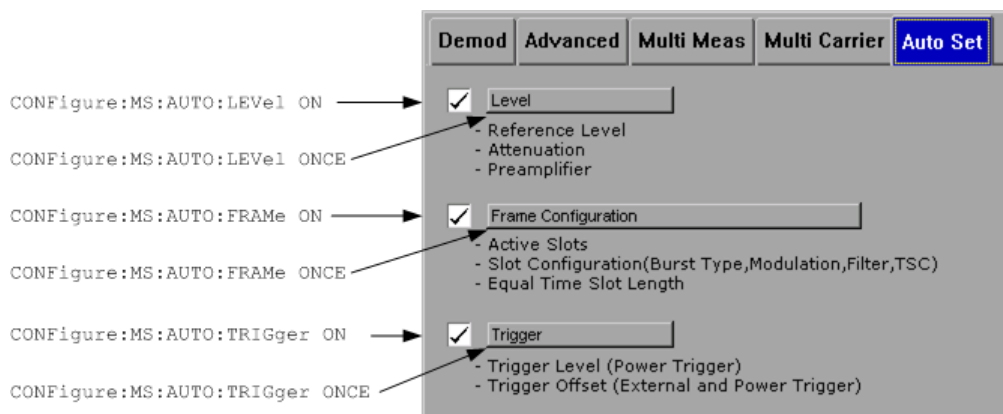 Demod Advanced Multi Meas Multi Carrier Auto Set
CONFigure:MS:AUTO:LEVel ON
Level
- Reference Level
- Attenuation
- Preamplifier
CONFigure:MS:AUTO:LEVel ONCE
CONFigure:MS:AUTO:FRAMe ON
Frame Configuration
- Active Slots
- Slot Configuration(Burst Type,Modulation,Filter,TSC)
- Equal Time Slot Length
CONFigure:MS:AUTO:FRAMe ONCE
CONFigure:MS:AUTO:TRIGger ON
Trigger
- Trigger Level (Power Trigger)
- Trigger Offset (External and Power Trigger)
CONFigure:MS:AUTO:TRIGger ONCE